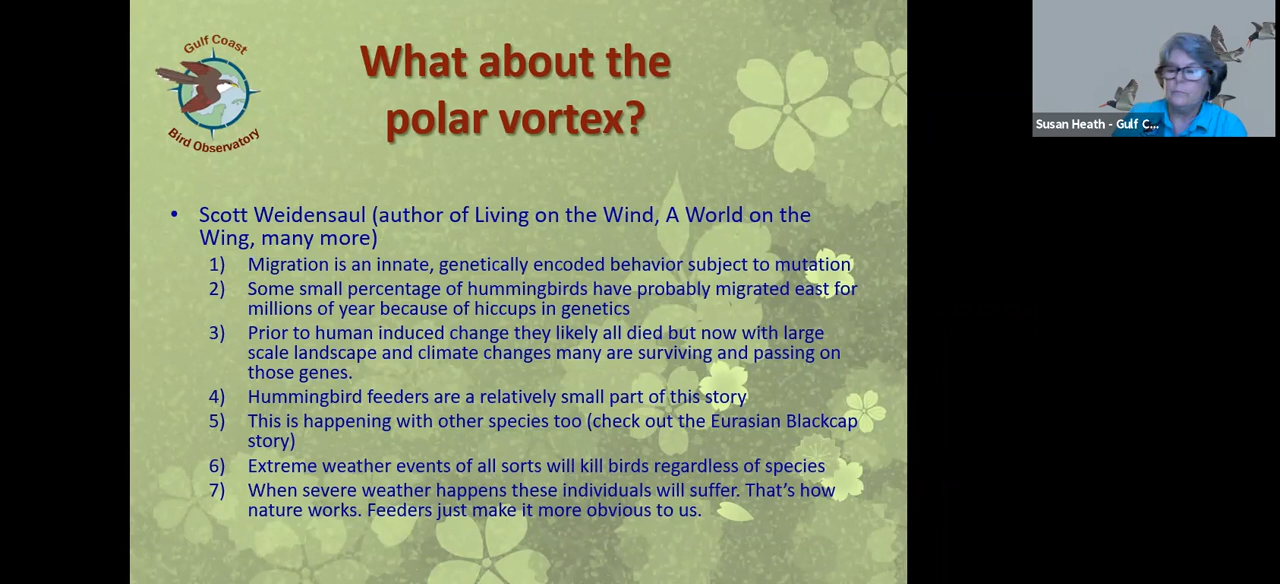 Gulf Coast
Bird Observatory
What about the
polar vortex?
• Scott Weidensaul (author of Living on the Wind, A World on the
Wing, many more)
1) Migration is an innate, genetically encoded behavior subject to mutation
2) Some small percentage of hummingbirds have probably migrated east for
millions of year because of hiccups in genetics
3) Prior to human induced change they likely all died but now with large
scale landscape and climate changes many are surviving and passing on
those genes.
4) Hummingbird feeders are a relatively small part of this story
5) This is happening with other species too (check out the Eurasian Blackcap
story)
6) Extreme weather events of all sorts will kill birds regardless of species
7) When severe weather happens these individuals will suffer. That’s how
nature works. Feeders just make it more obvious to us.
Susan Heath - Gulf C...